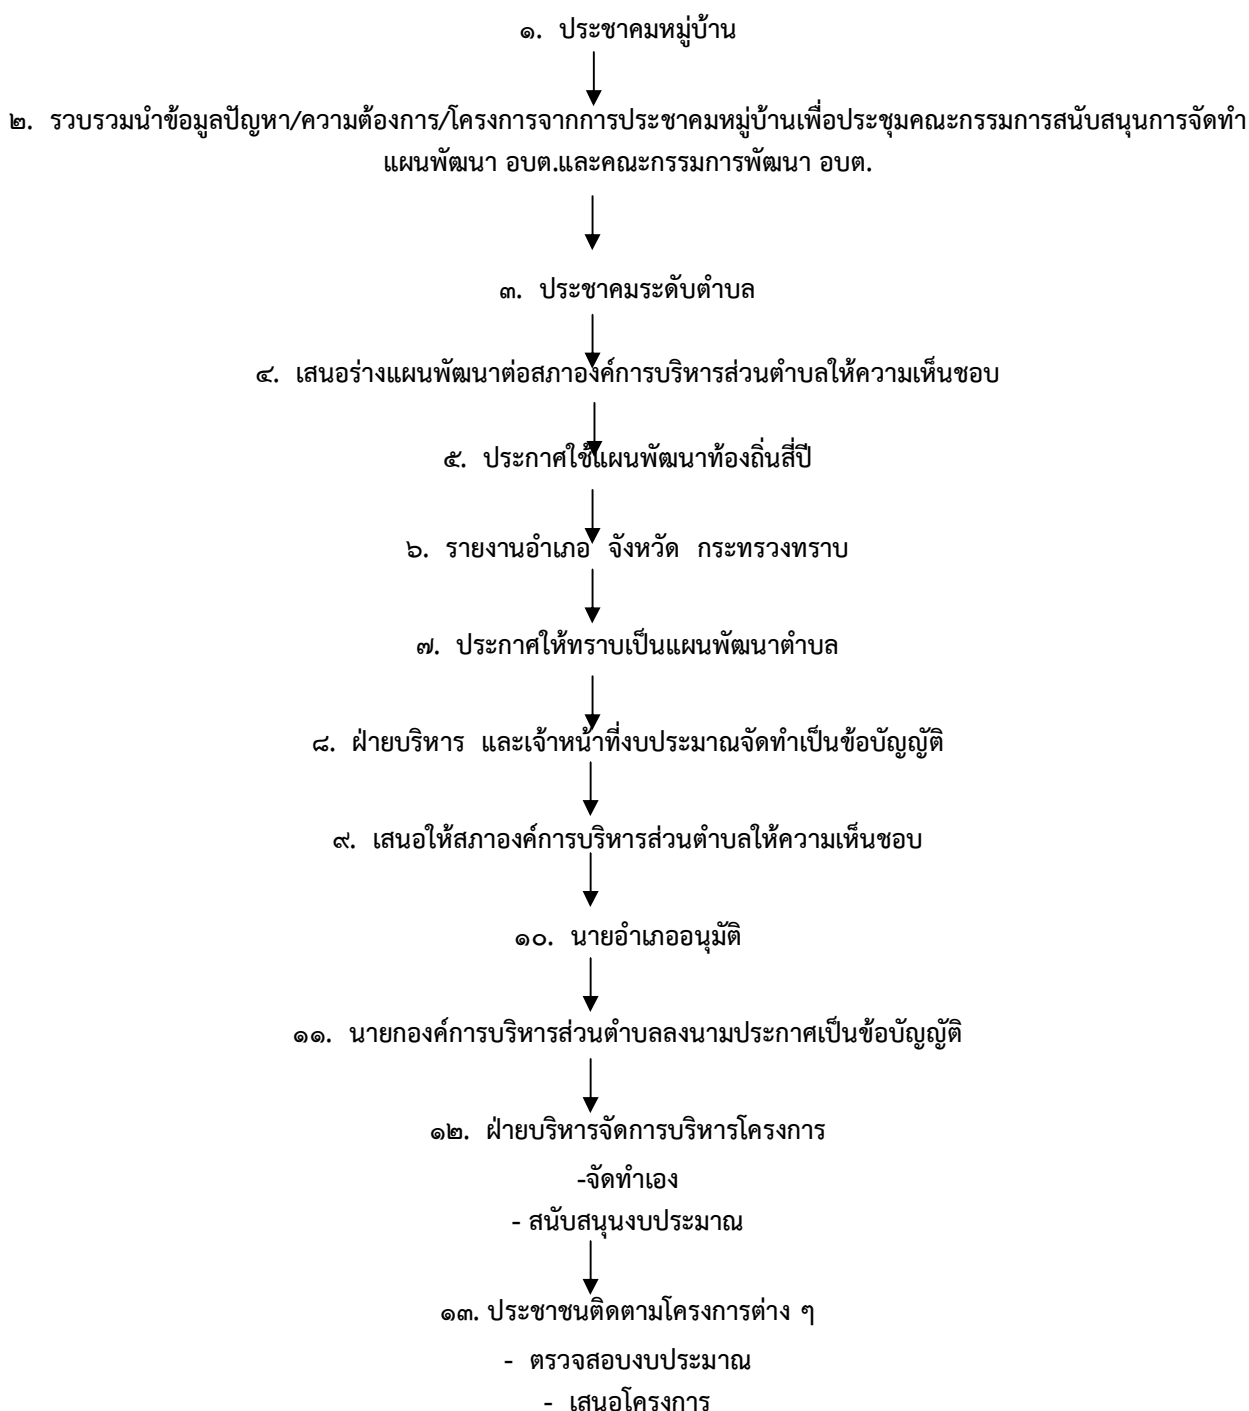 ๑.  ประชาคมหมู่บ้าน
๒.  รวบรวมนำข้อมูลปัญหา/ความต้องการ/โครงการจากการประชาคมหมู่บ้านเพื่อประชุมคณะกรรมการสนับสนุนการจัดทำ
แผนพัฒนา อบต.และคณะกรรมการพัฒนา อบต.
๓.  ประชาคมระดับตำบล
๔.  เสนอร่างแผนพัฒนาต่อสภาองค์การบริหารส่วนตำบลให้ความเห็นชอบ
๕.  ประกาศใช้แผนพัฒนาท้องถิ่นสี่ปี
๖.  รายงานอำเภอ  จังหวัด  กระทรวงทราบ
๗.  ประกาศให้ทราบเป็นแผนพัฒนาตำบล
๘.  ฝ่ายบริหาร  และเจ้าหน้าที่งบประมาณจัดทำเป็นข้อบัญญัติ
๙.  เสนอให้สภาองค์การบริหารส่วนตำบลให้ความเห็นชอบ
๑๐.  นายอำเภออนุมัติ
๑๑.  นายกองค์การบริหารส่วนตำบลลงนามประกาศเป็นข้อบัญญัติ
๑๒.  ฝ่ายบริหารจัดการบริหารโครงการ
-จัดทำเอง
- สนับสนุนงบประมาณ
๑๓. ประชาชนติดตามโครงการต่าง ๆ
-  ตรวจสอบงบประมาณ
-  เสนอโครงการ